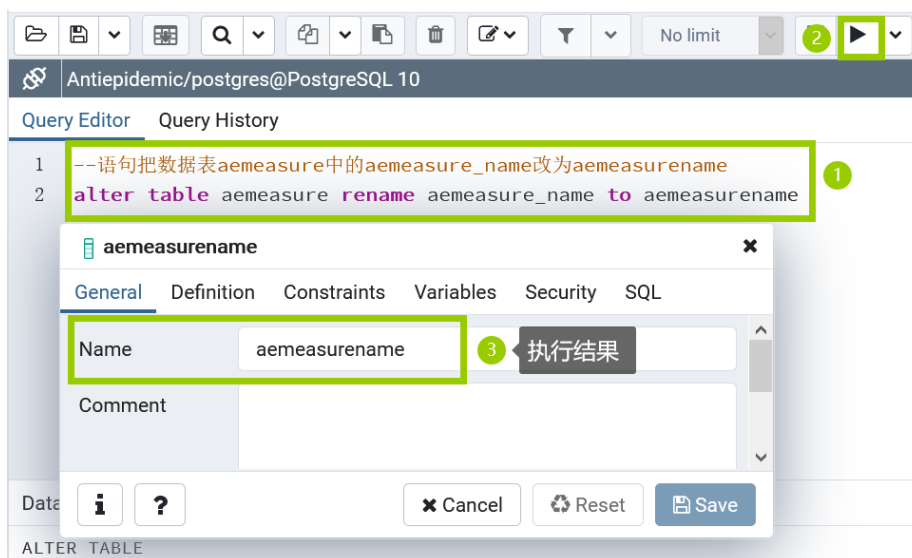 No limit
2
Antiepidemic/postgres@PostgreSQL 10
Query Editor Query History
1 --语句把数据表aemeasure中的aemeasure_name改为aemeasurename
2 alter table aemeasure rename aemeasure_name to aemeasurename
1
aemeasurename
General Definition Constraints Variables Security SQL
Name aemeasurename 3 执行结果
Comment
Data
i ? Cancel Reset Save
ALTER TABLE